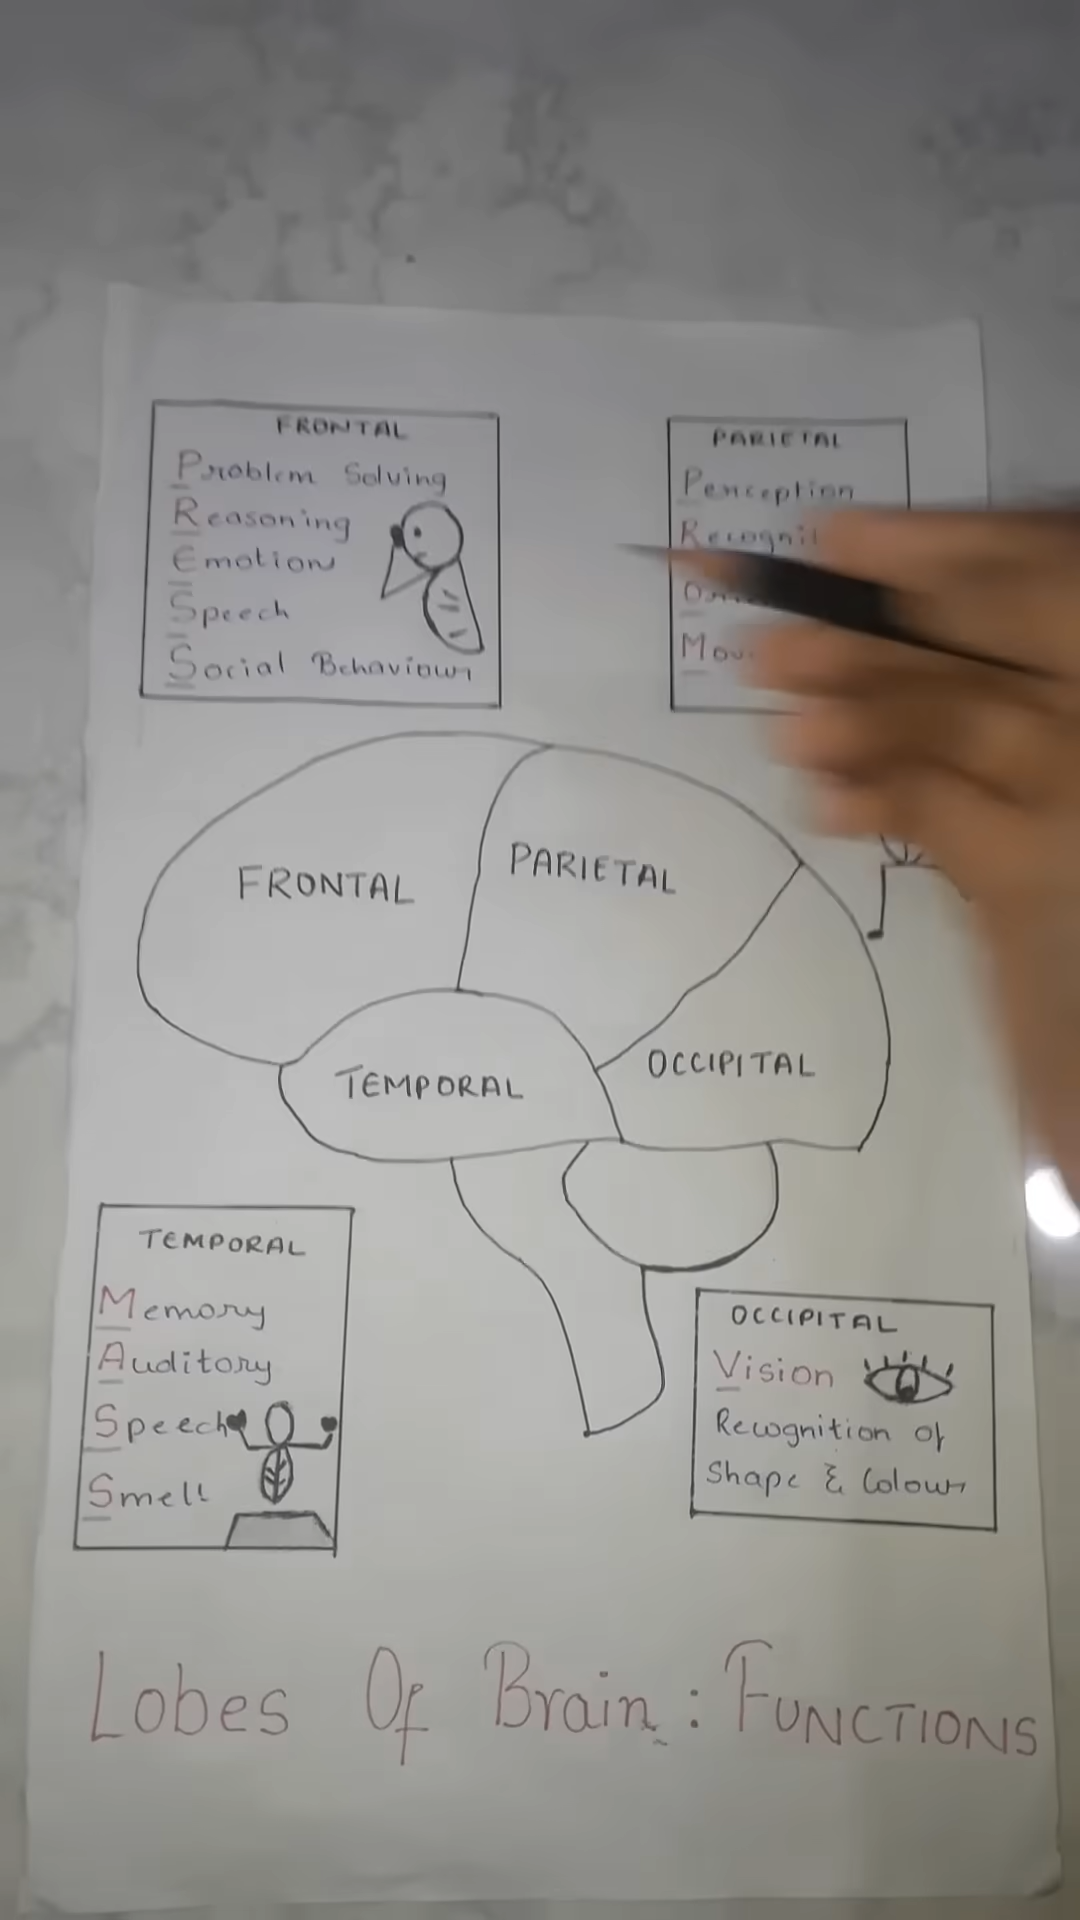 FRONTAL
Problem Solving
Reasoning
Emotion
Speech
Social Behaviour
PARIETAL
Perception
FRONTAL
PARIETAL
TEMPORAL
OCCIPITAL
TEMPORAL
Memory
Auditory
Speech
Smell
OCCIPITAL
Vision
Recognition of
Shape & Colour
Lobes Of Brain : FUNCTIONS